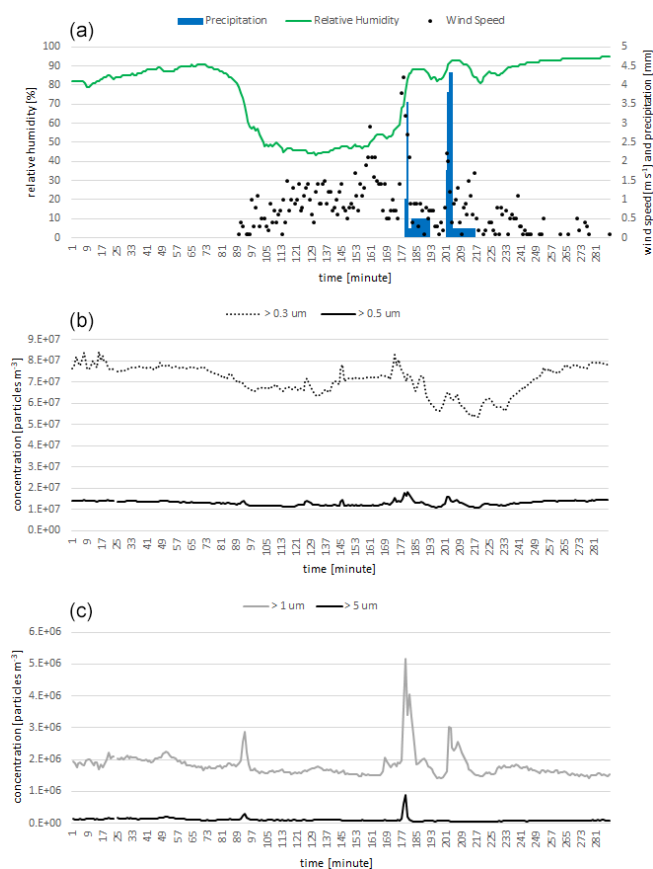 (a)
Precipitation Relative Humidity Wind Speed
relative humidity [%]
100
90
80
70
60
50
40
30
20
10
0
5
4.5
4
3.5
3
2.5
2
1.5
1
0.5
0
wind speed [m s⁻¹] and precipitation [mm]
1 9 17 25 33 41 49 57 65 73 81 89 97 105 113 121 129 137 145 153 161 169 177 185 193 201 209 217 225 233 241 249 257 265 273 281
time [minute]
(b)
> 0.3 um > 0.5 um
concentration [particles m⁻³]
9.E+07
8.E+07
7.E+07
6.E+07
5.E+07
4.E+07
3.E+07
2.E+07
1.E+07
0.E+00
1 9 17 25 33 41 49 57 65 73 81 89 97 105 113 121 129 137 145 153 161 169 177 185 193 201 209 217 225 233 241 249 257 265 273 281
time [minute]
(c)
> 1 um > 5 um
concentration [particles m⁻³]
6.E+06
5.E+06
4.E+06
3.E+06
2.E+06
1.E+06
0.E+00
1 9 17 25 33 41 49 57 65 73 81 89 97 105 113 121 129 137 145 153 161 169 177 185 193 201 209 217 225 233 241 249 257 265 273 281
time [minute]